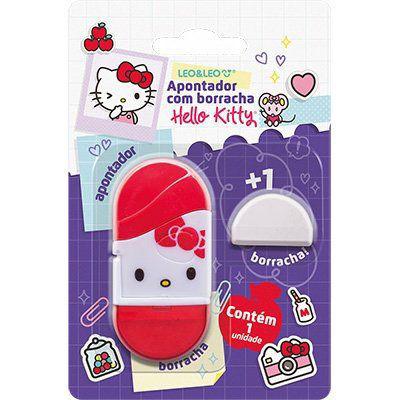 LEO&LEO
Apontador
com borracha
Hello Kitty
apontador
+1
borracha!
Contém
1
unidade
borracha
M